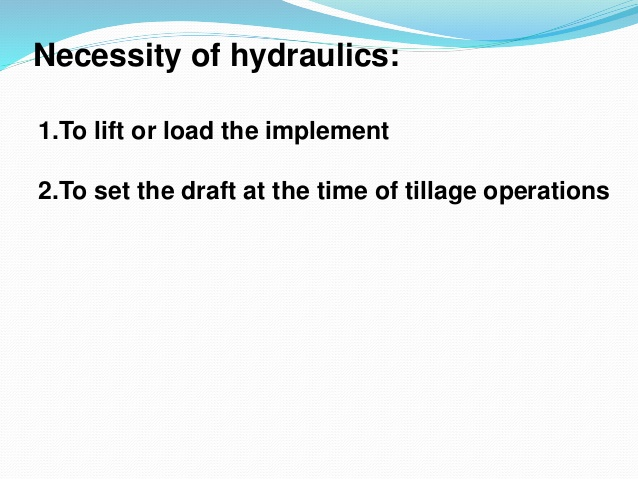 Necessity of hydraulics:
1.To lift or load the implement
2.To set the draft at the time of tillage operations